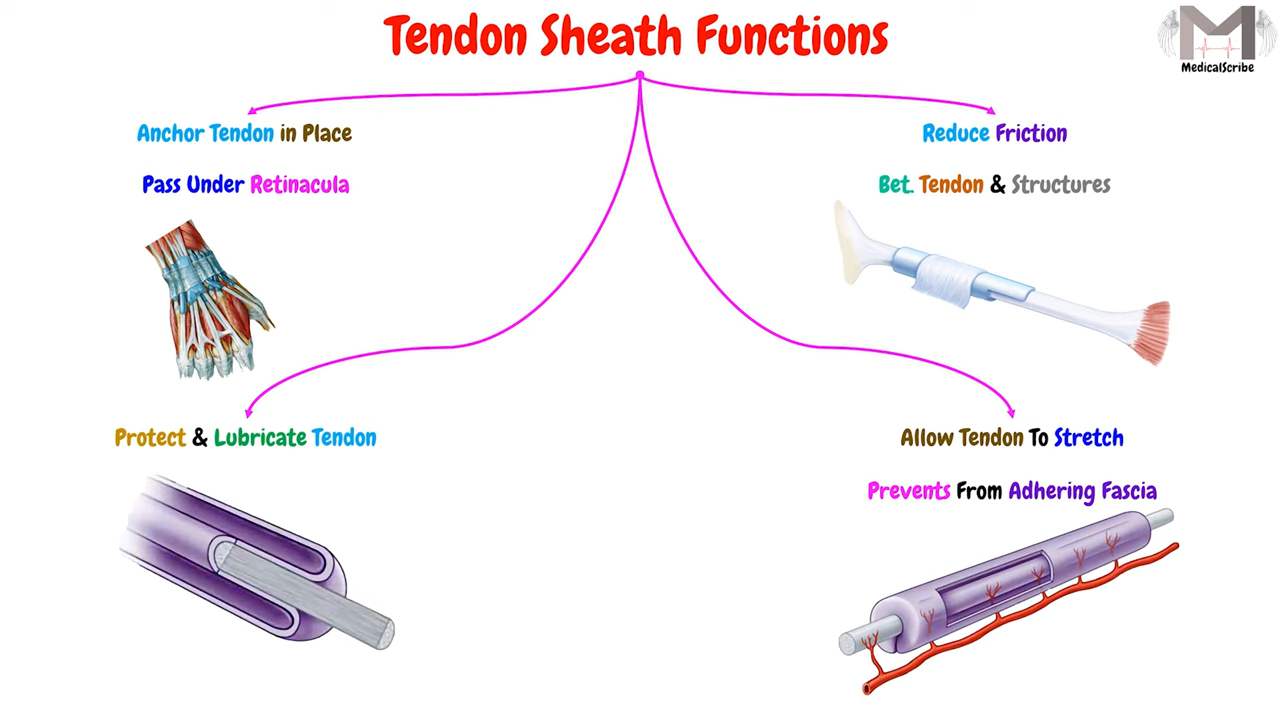 Tendon Sheath Functions
MedicalScribe
Anchor Tendon in Place
Pass Under Retinacula
Reduce Friction
Bet. Tendon & Structures
Protect & Lubricate Tendon
Allow Tendon To Stretch
Prevents From Adhering Fascia